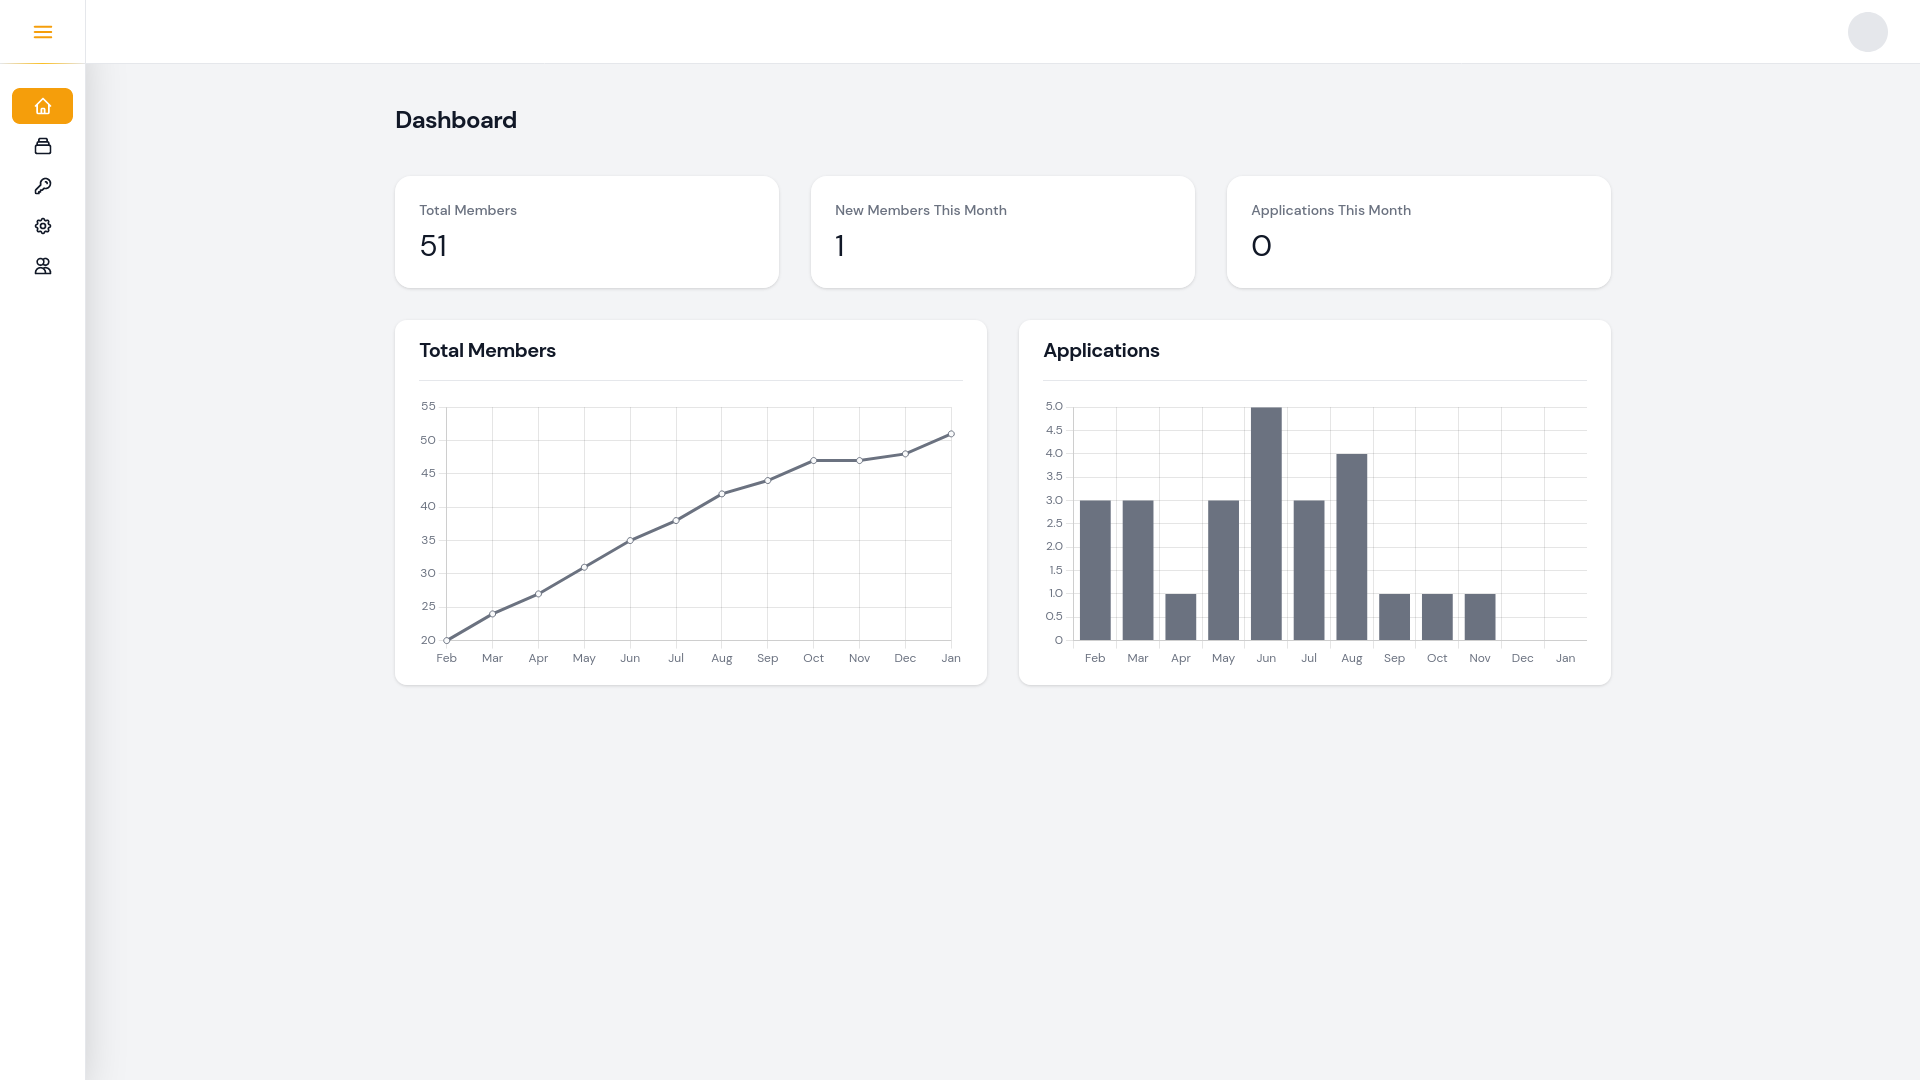 Dashboard
Total Members
51
New Members This Month
1
Applications This Month
0
Total Members
55
50
45
40
35
30
25
20
Feb Mar Apr May Jun Jul Aug Sep Oct Nov Dec Jan
Applications
5.0
4.5
4.0
3.5
3.0
2.5
2.0
1.5
1.0
0.5
0
Feb Mar Apr May Jun Jul Aug Sep Oct Nov Dec Jan